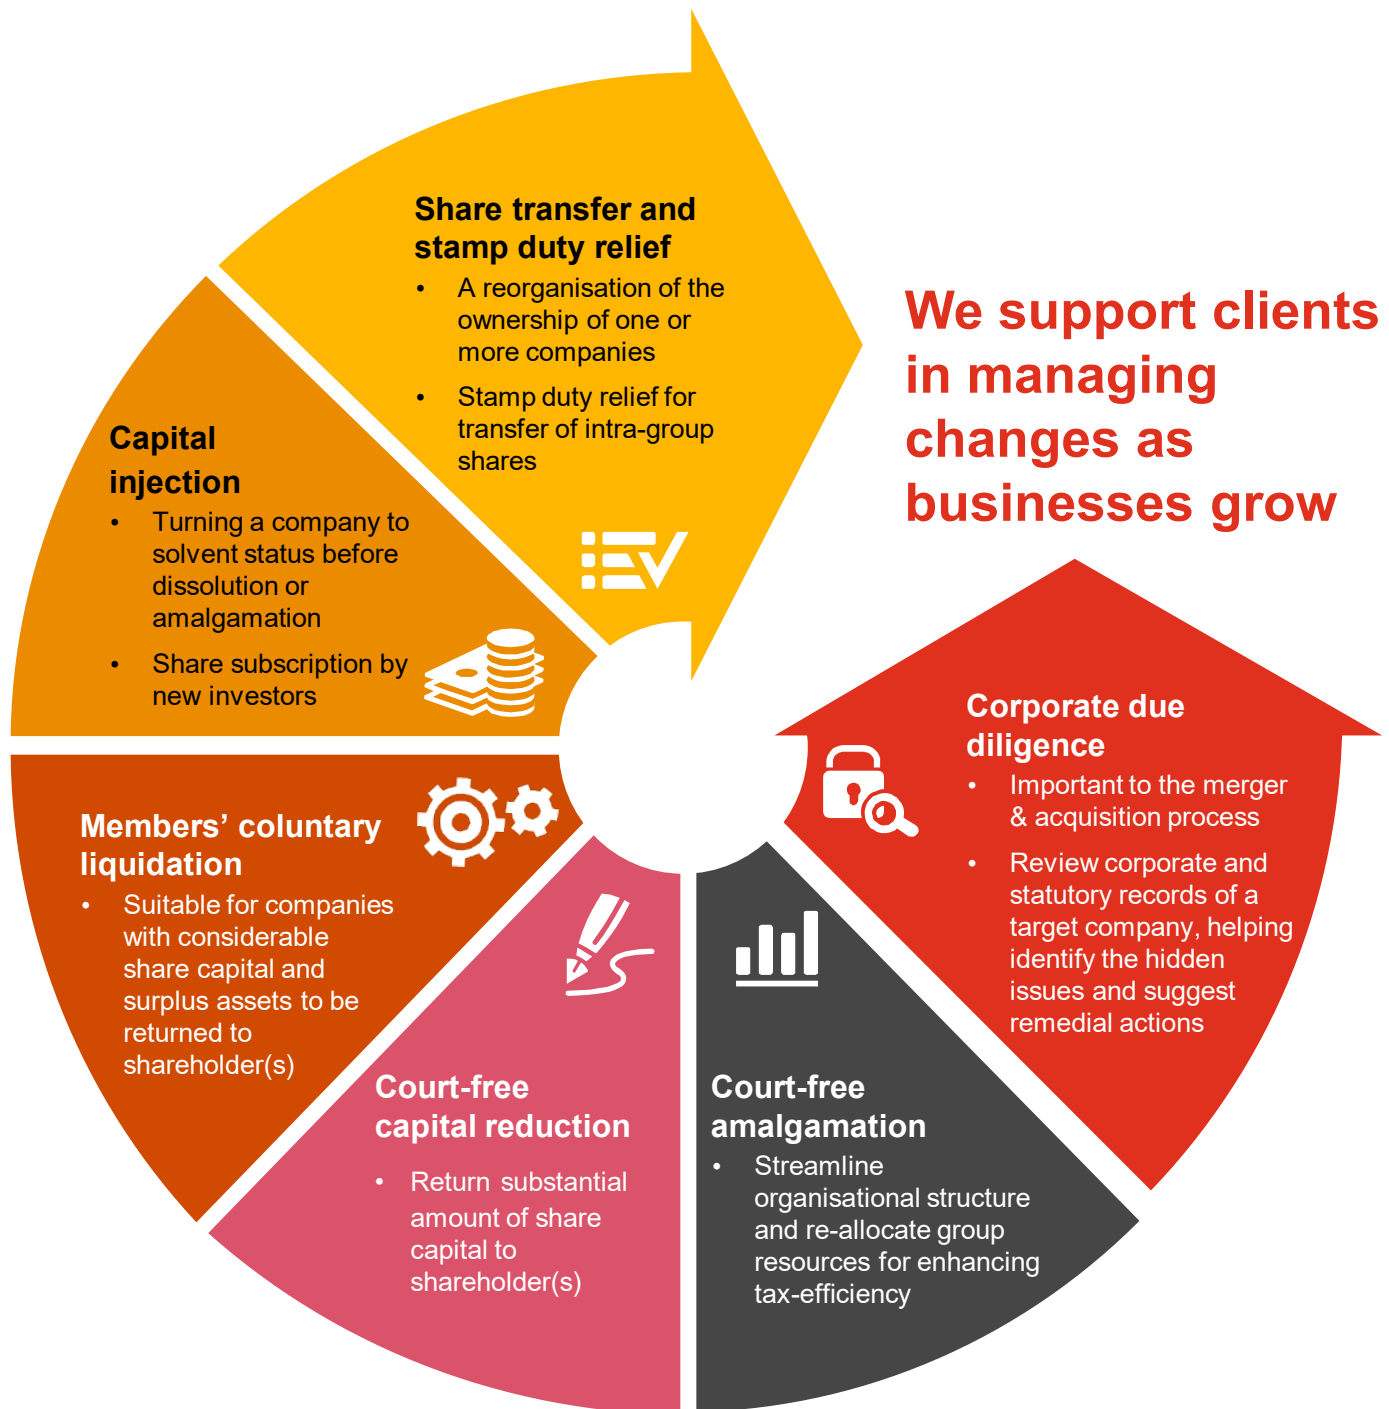 Share transfer and
stamp duty relief
• A reorganisation of the
ownership of one or
more companies
• Stamp duty relief for
transfer of intra-group
shares
We support clients
in managing
changes as
businesses grow
Capital
injection
• Turning a company to
solvent status before
dissolution or
amalgamation
• Share subscription by
new investors
Corporate due
diligence
• Important to the merger
& acquisition process
• Review corporate and
statutory records of a
target company, helping
identify the hidden
issues and suggest
remedial actions
Members’ coluntary
liquidation
• Suitable for companies
with considerable
share capital and
surplus assets to be
returned to
shareholder(s)
Court-free
capital reduction
• Return substantial
amount of share
capital to
shareholder(s)
Court-free
amalgamation
• Streamline
organisational structure
and re-allocate group
resources for enhancing
tax-efficiency